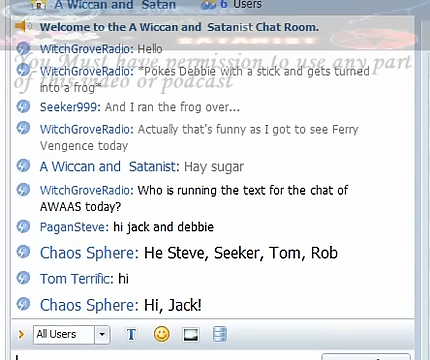 A Wiccan and Satan
6 Users
Welcome to the A Wiccan and Satanist Chat Room.
WitchGroveRadio: Hello
You Must have permission to use any part
WitchGroveRadio: *Pokes Debbie with a stick and gets turned
into a frog*
of this video or podcast
Seeker999: And I ran the frog over...
WitchGroveRadio: Actually that's funny as I got to see Ferry
Vengence today
A Wiccan and Satanist: Hay sugar
WitchGroveRadio: Who is running the text for the chat of
AWAAS today?
PaganSteve: hi jack and debbie
Chaos Sphere: He Steve, Seeker, Tom, Rob
Tom Terrific: hi
Chaos Sphere: Hi, Jack!
All Users T